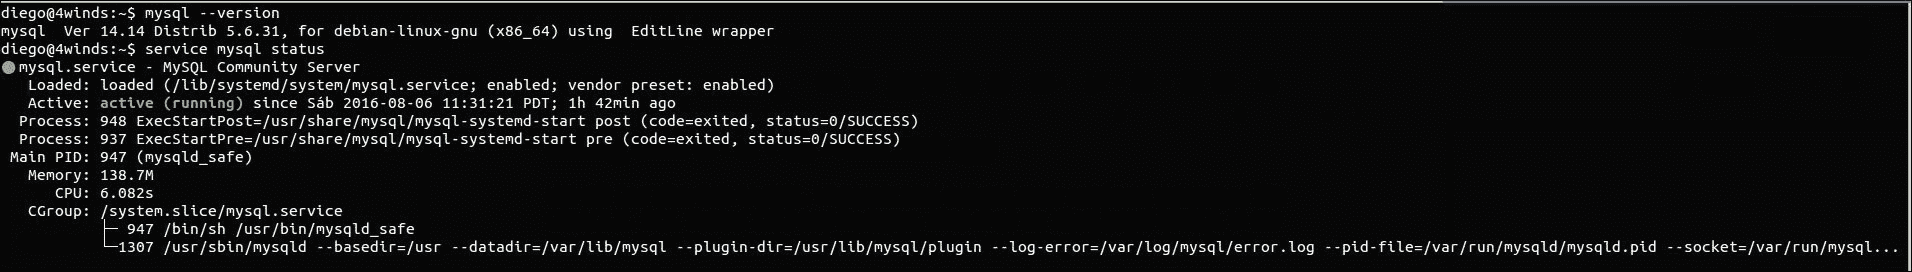 diego@4winds:~$ mysql --version
mysql  Ver 14.14 Distrib 5.6.31, for debian-linux-gnu (x86_64) using  EditLine wrapper
diego@4winds:~$ service mysql status
● mysql.service - MySQL Community Server
   Loaded: loaded (/lib/systemd/system/mysql.service; enabled; vendor preset: enabled)
   Active: active (running) since Sáb 2016-08-06 11:31:21 PDT; 1h 42min ago
  Process: 948 ExecStartPost=/usr/share/mysql/mysql-systemd-start post (code=exited, status=0/SUCCESS)
  Process: 937 ExecStartPre=/usr/share/mysql/mysql-systemd-start pre (code=exited, status=0/SUCCESS)
 Main PID: 947 (mysqld_safe)
   Memory: 138.7M
      CPU: 6.082s
   CGroup: /system.slice/mysql.service
           ├─ 947 /bin/sh /usr/bin/mysqld_safe
           └─1307 /usr/sbin/mysqld --basedir=/usr --datadir=/var/lib/mysql --plugin-dir=/usr/lib/mysql/plugin --log-error=/var/log/mysql/error.log --pid-file=/var/run/mysqld/mysqld.pid --socket=/var/run/mysql...